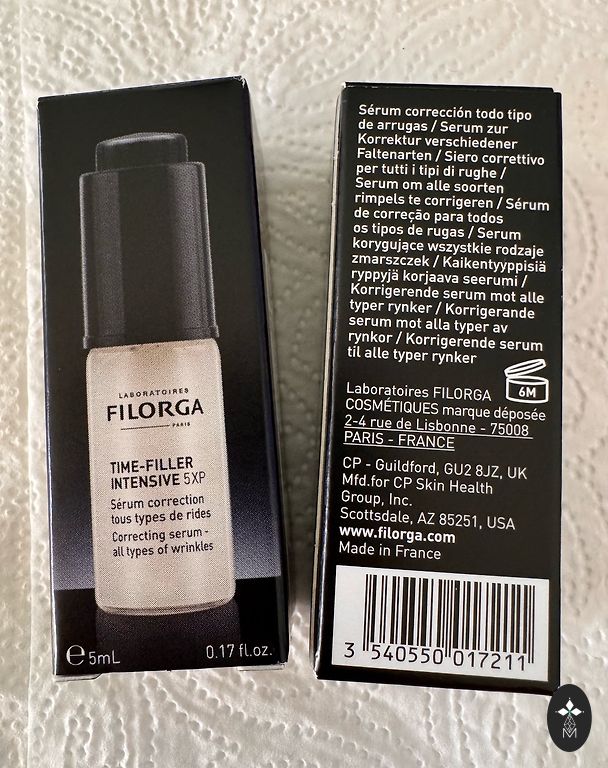 LABORATOIRES
FILORGA
PARIS
TIME-FILLER
INTENSIVE 5XP
Sérum correction
tous types de rides
Correcting serum -
all types of wrinkles
℮5mL 0.17 fl.oz.
Sérum corrección todo tipo
de arrugas / Serum zur
Korrektur verschiedener
Faltenarten / Siero correttivo
per tutti i tipi di rughe /
Serum om alle soorten
rimpels te corrigeren / Sérum
de correção para todos
os tipos de rugas / Serum
korygujące wszystkie rodzaje
zmarszczek / Kaikentyyppisiä
ryppyjä korjaava seerumi /
Korrigerende serum mot alle
typer rynker / Korrigerande
serum mot alla typer av
rynkor / Korrigerende serum
til alle typer rynker
6M
Laboratoires FILORGA
COSMÉTIQUES marque déposée
2-4 rue de Lisbonne - 75008
PARIS - FRANCE
CP - Guildford, GU2 8JZ, UK
Mfd.for CP Skin Health
Group, Inc.
Scottsdale, AZ 85251, USA
www.filorga.com
Made in France
3 540550 017211
M